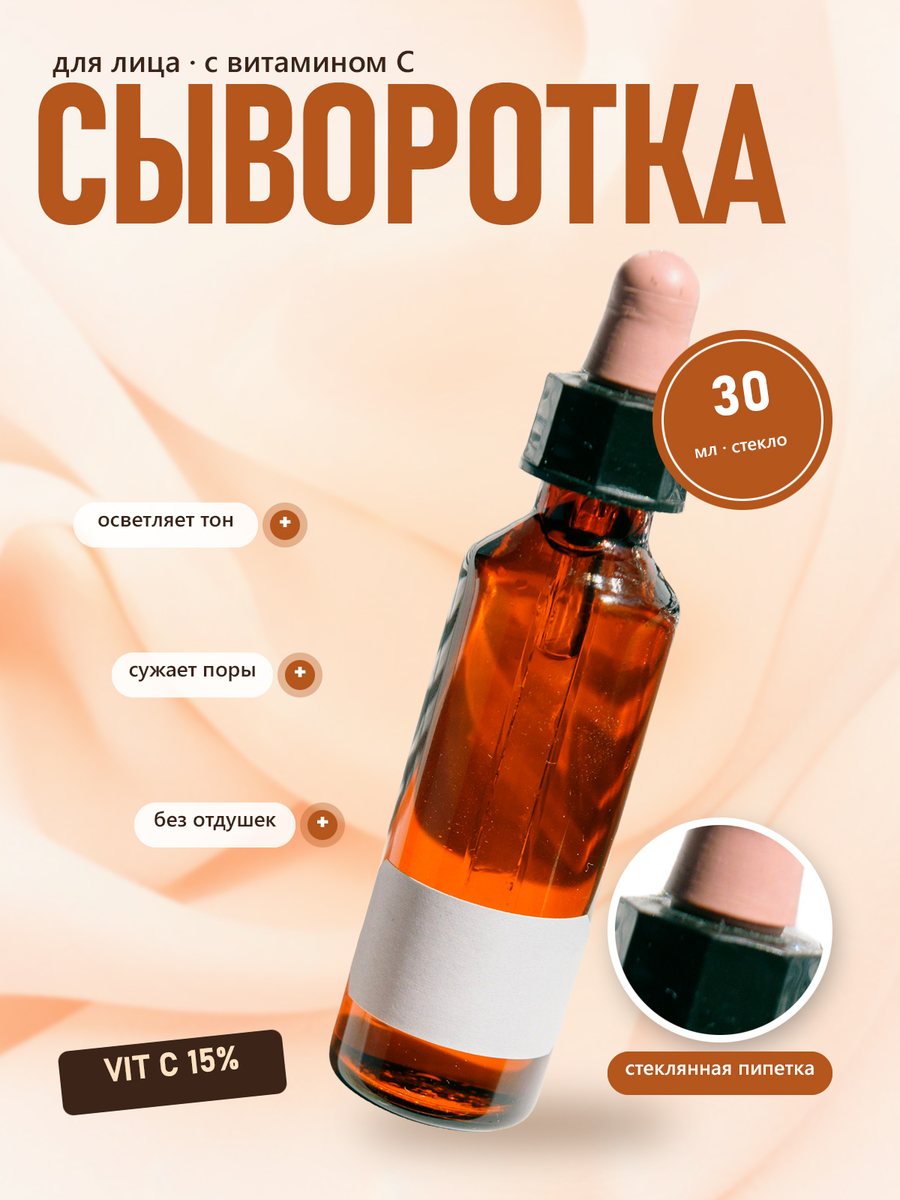 для лица · с витамином С
СЫВОРОТКА
30
мл · стекло
осветляет тон
+
сужает поры
+
без отдушек
+
VIT C 15%
стеклянная пипетка